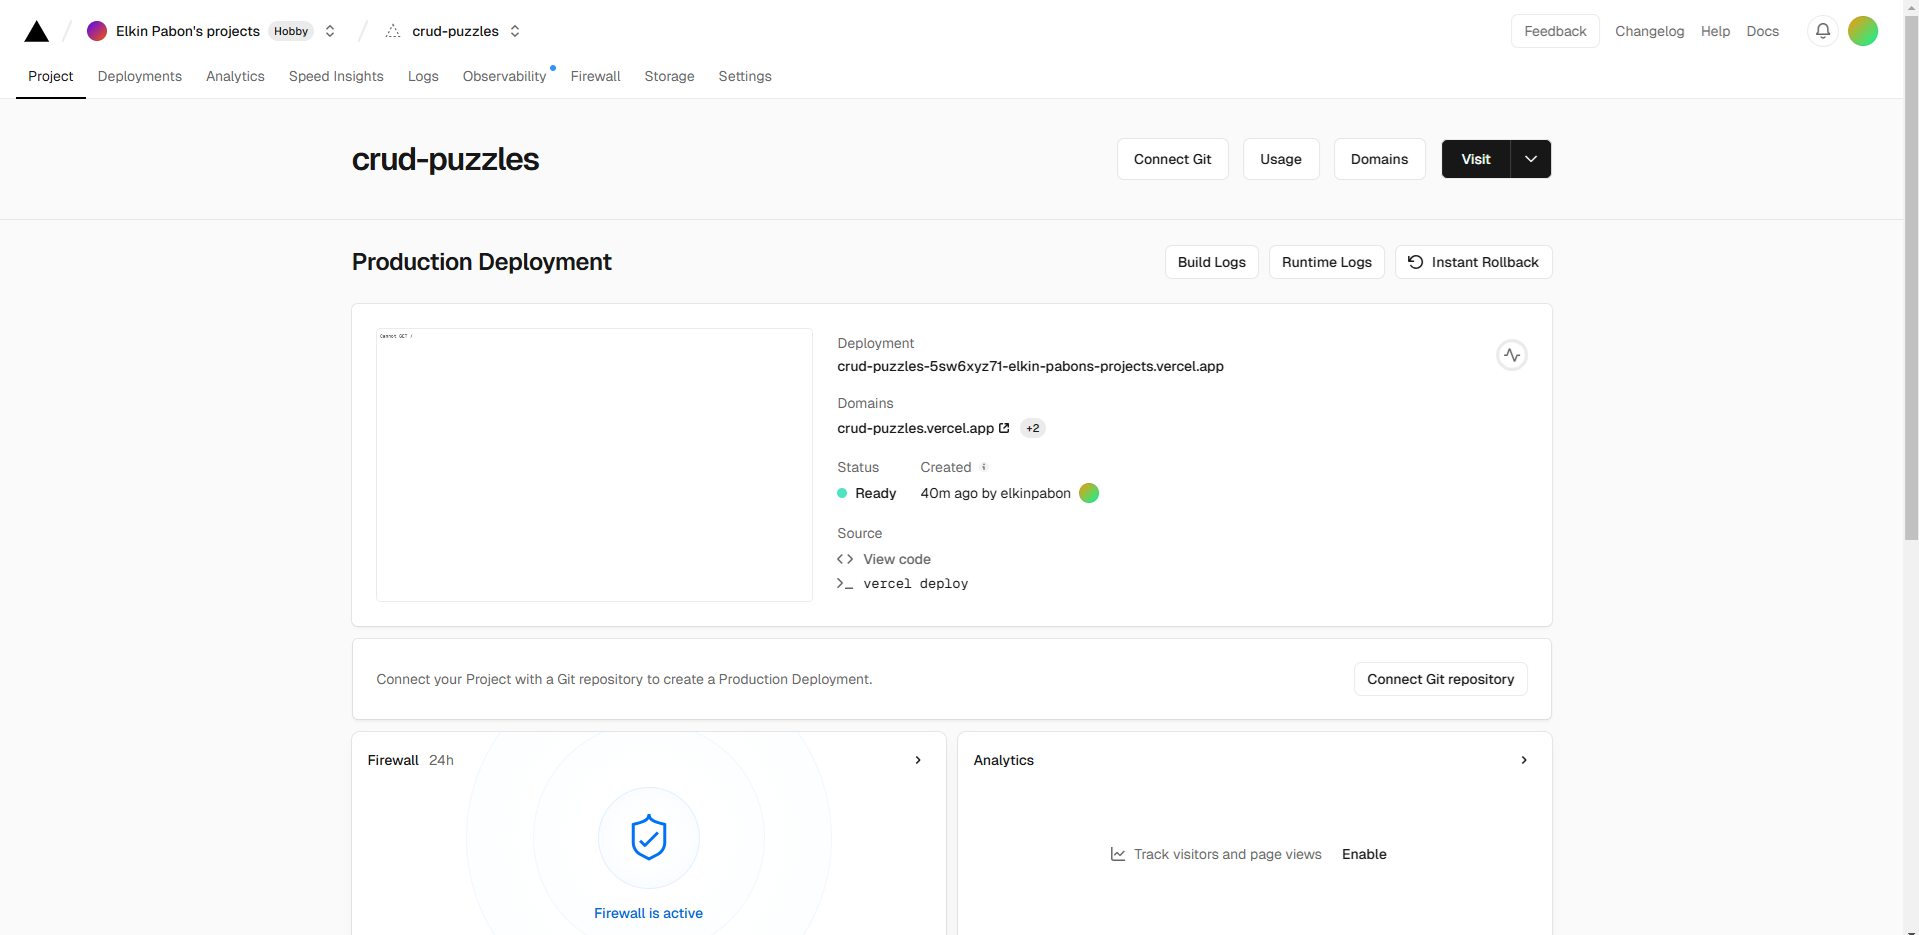 Elkin Pabon's projects Hobby crud-puzzles Feedback Changelog Help Docs
Project Deployments Analytics Speed Insights Logs Observability Firewall Storage Settings
crud-puzzles Connect Git Usage Domains Visit
Production Deployment Build Logs Runtime Logs Instant Rollback
Cannot GET /
Deployment
crud-puzzles-5sw6xyz71-elkin-pabons-projects.vercel.app
Domains
crud-puzzles.vercel.app +2
Status Created
Ready 40m ago by elkinpabon
Source
View code
vercel deploy
Connect your Project with a Git repository to create a Production Deployment. Connect Git repository
Firewall 24h
Firewall is active
Analytics
Track visitors and page views Enable